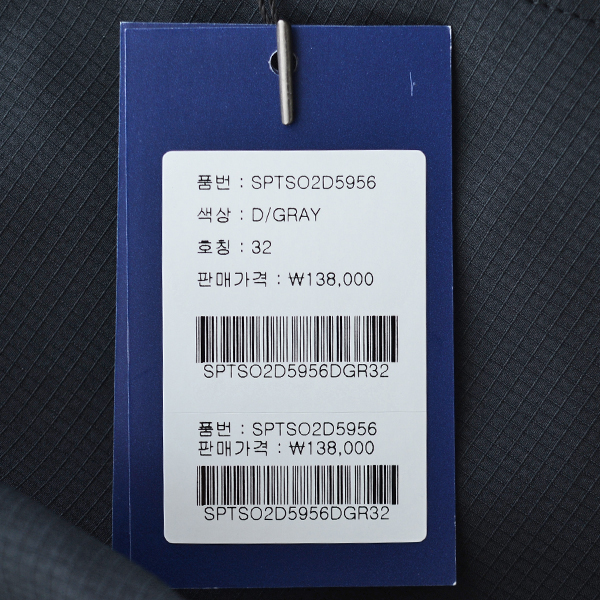 품번 : SPTSO2D5956
색상 : D/GRAY
호칭 : 32
판매가격 : ₩138,000
SPTSO2D5956DGR32
품번 : SPTSO2D5956
판매가격 : ₩138,000
SPTSO2D5956DGR32